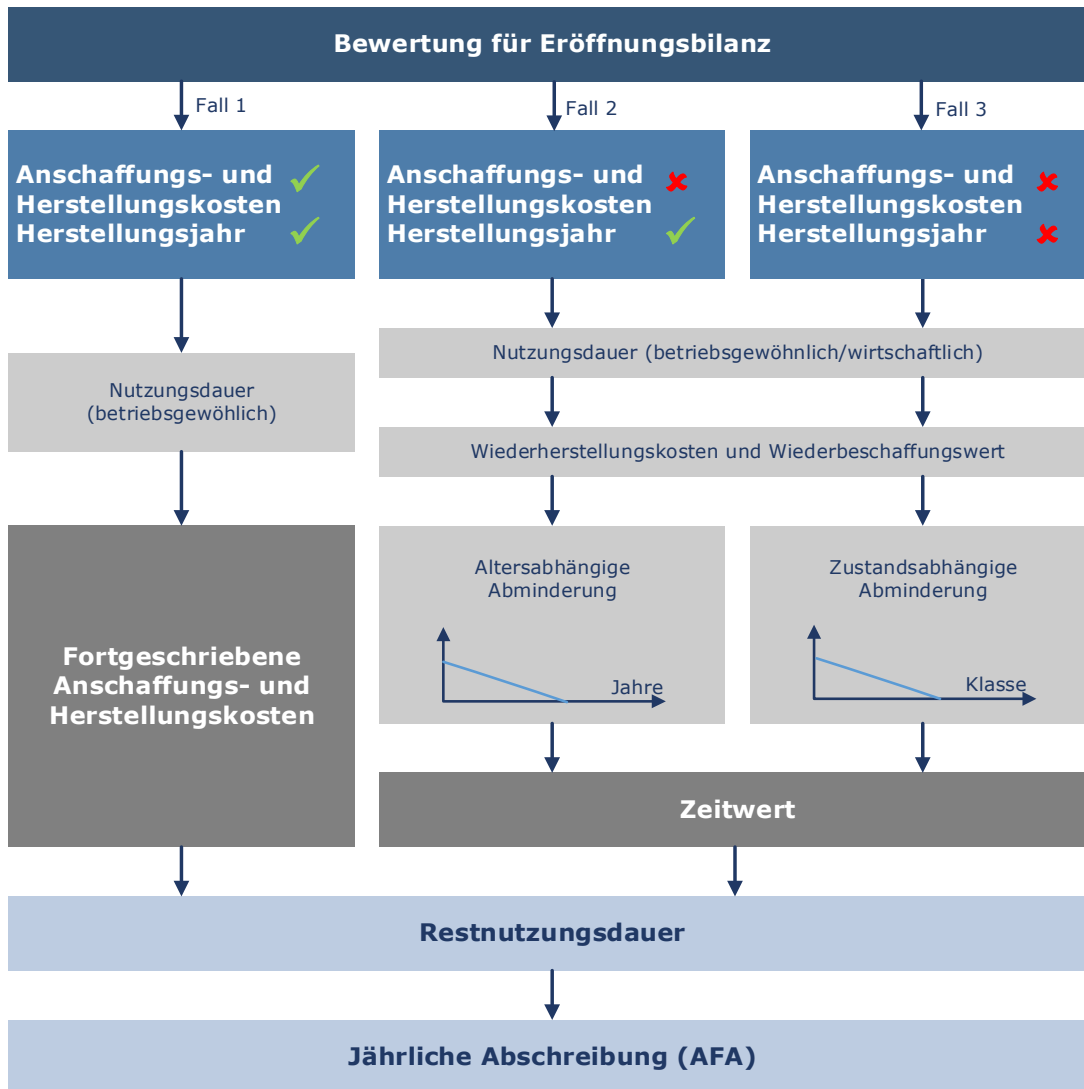 Bewertung für Eröffnungsbilanz
Fall 1
Fall 2
Fall 3
Anschaffungs- und
Herstellungskosten
Herstellungsjahr
Anschaffungs- und
Herstellungskosten
Herstellungsjahr
Anschaffungs- und
Herstellungskosten
Herstellungsjahr
Nutzungsdauer
(betriebsgewöhlich)
Nutzungsdauer (betriebsgewöhnlich/wirtschaftlich)
Wiederherstellungskosten und Wiederbeschaffungswert
Fortgeschriebene
Anschaffungs- und
Herstellungskosten
Altersabhängige
Abminderung
Jahre
Zustandsabhängige
Abminderung
Klasse
Zeitwert
Restnutzungsdauer
Jährliche Abschreibung (AFA)